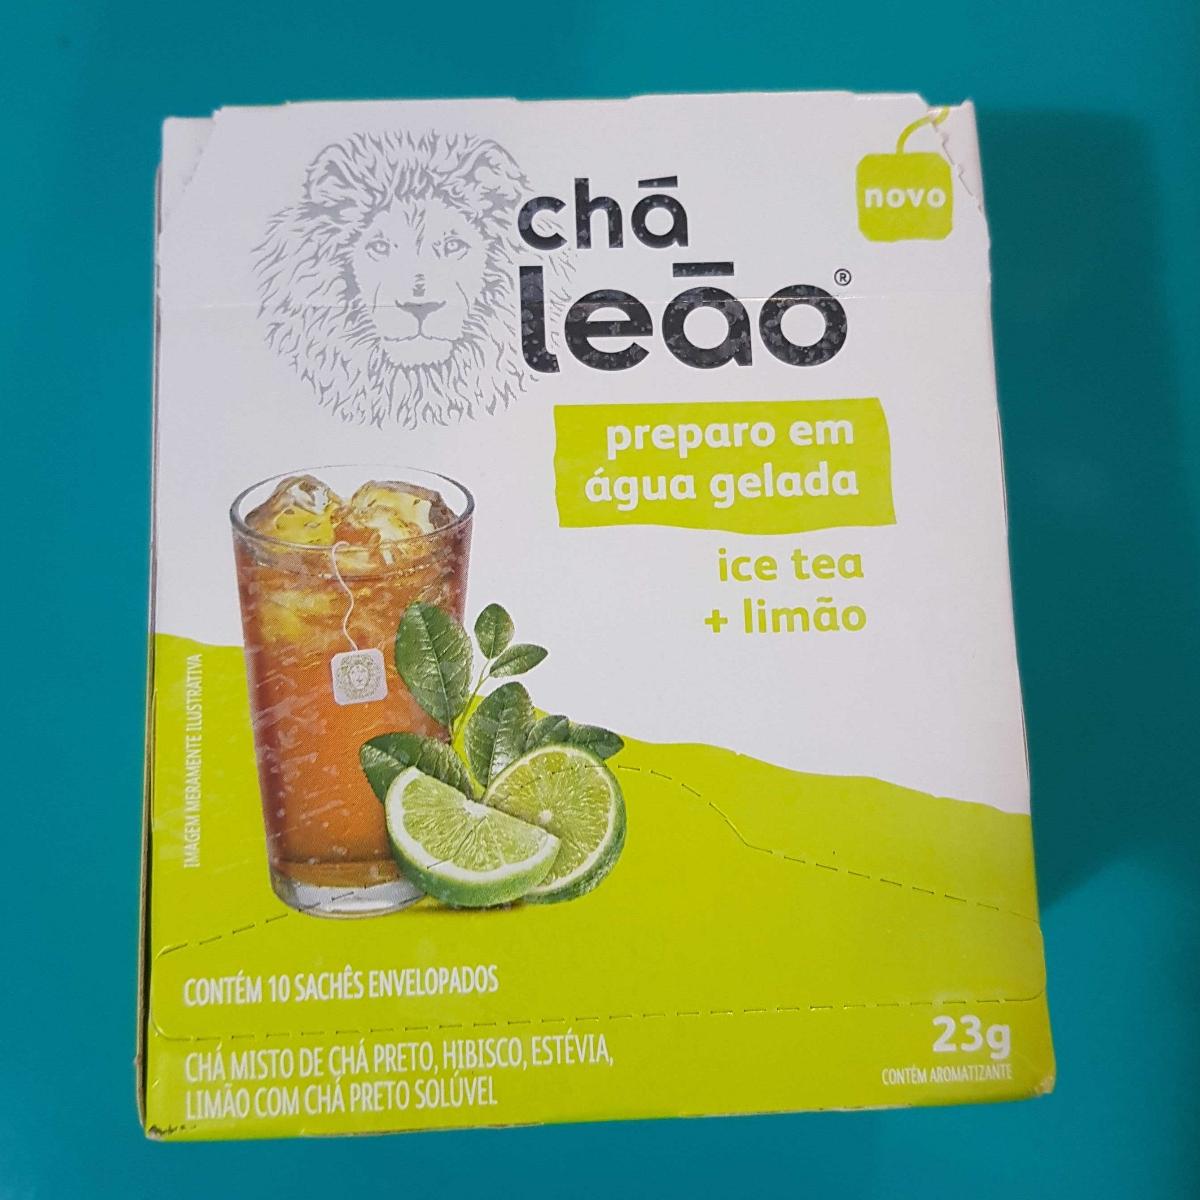 chá
leão®
novo
preparo em
água gelada
ice tea
+ limão
IMAGEM MERAMENTE ILUSTRATIVA
CONTÉM 10 SACHÊS ENVELOPADOS
CHÁ MISTO DE CHÁ PRETO, HIBISCO, ESTÉVIA,
LIMÃO COM CHÁ PRETO SOLÚVEL
23g
CONTÉM AROMATIZANTE